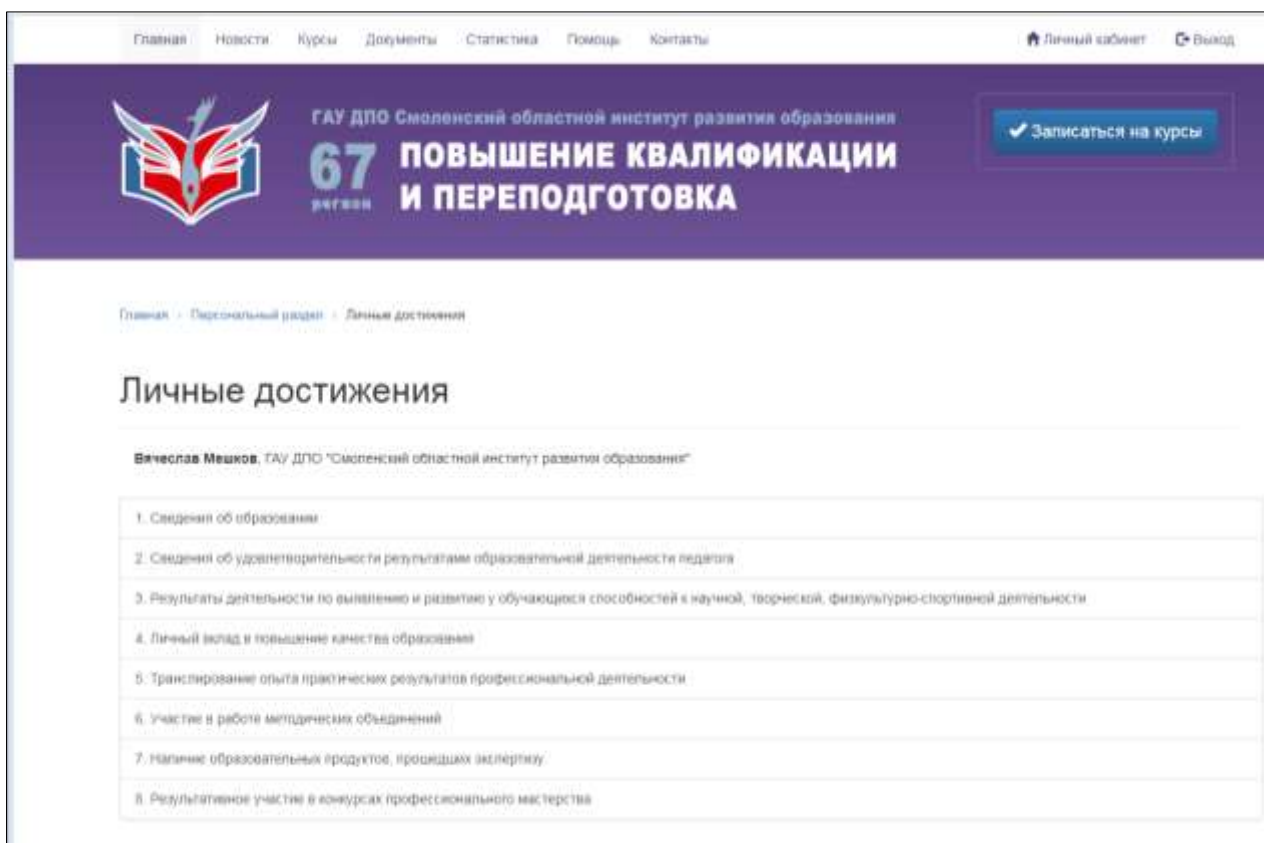 Главная Новости Курсы Документы Статистика Помощь Контакты Личный кабинет Выход
ГАУ ДПО Смоленский областной институт развития образования
67 ПОВЫШЕНИЕ КВАЛИФИКАЦИИ
регион И ПЕРЕПОДГОТОВКА
Записаться на курсы
Главная › Персональный раздел › Личные достижения
Личные достижения
Вячеслав Мешков, ГАУ ДПО "Смоленский областной институт развития образования"
1. Сведения об образовании
2. Сведения об удовлетворительности результатами образовательной деятельности педагога
3. Результаты деятельности по выявлению и развитию у обучающихся способностей к научной, творческой, физкультурно-спортивной деятельности
4. Личный вклад в повышение качества образования
5. Транслирование опыта практических результатов профессиональной деятельности
6. Участие в работе методических объединений
7. Наличие образовательных продуктов, прошедших экспертизу
8. Результативное участие в конкурсах профессионального мастерства